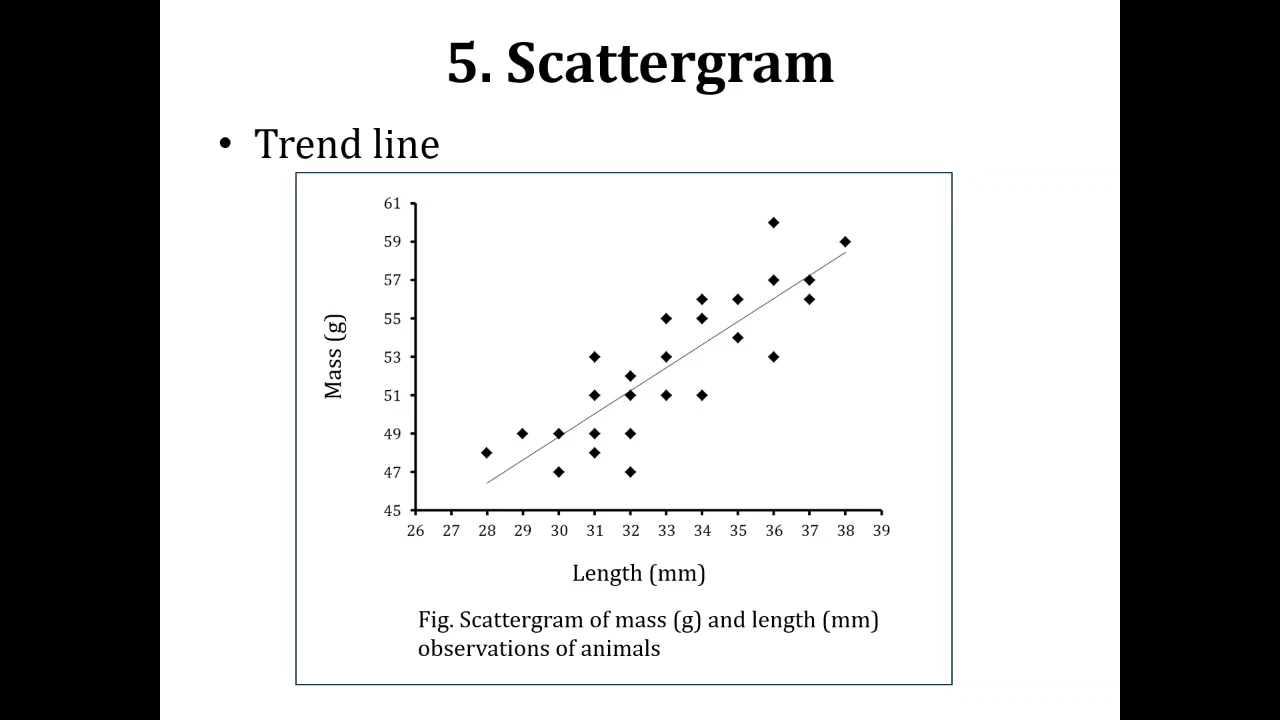 5. Scattergram
• Trend line
61
59
57
55
53
51
49
47
45
Mass (g)
26 27 28 29 30 31 32 33 34 35 36 37 38 39
Length (mm)
Fig. Scattergram of mass (g) and length (mm)
observations of animals